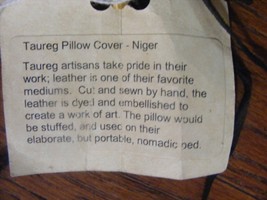 Taureg Pillow Cover - Niger
Taureg artisans take pride in their
work; leather is one of their favorite
mediums. Cut and sewn by hand, the
leather is dyed and embellished to
create a work of art. The pillow would
be stuffed, and used on their
elaborate, but portable, nomadic bed.